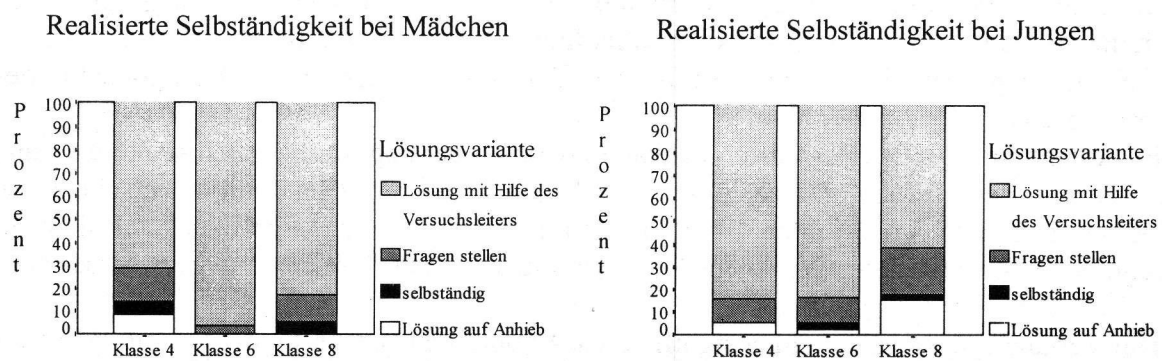 Realisierte Selbständigkeit bei Mädchen
Prozent
100
90
80
70
60
50
40
30
20
10
0
Klasse 4 Klasse 6 Klasse 8
Lösungsvariante
Lösung mit Hilfe des
Versuchsleiters
Fragen stellen
selbständig
Lösung auf Anhieb
Realisierte Selbständigkeit bei Jungen
Prozent
100
90
80
70
60
50
40
30
20
10
0
Klasse 4 Klasse 6 Klasse 8
Lösungsvariante
Lösung mit Hilfe
des Versuchsleiters
Fragen stellen
selbständig
Lösung auf Anhieb